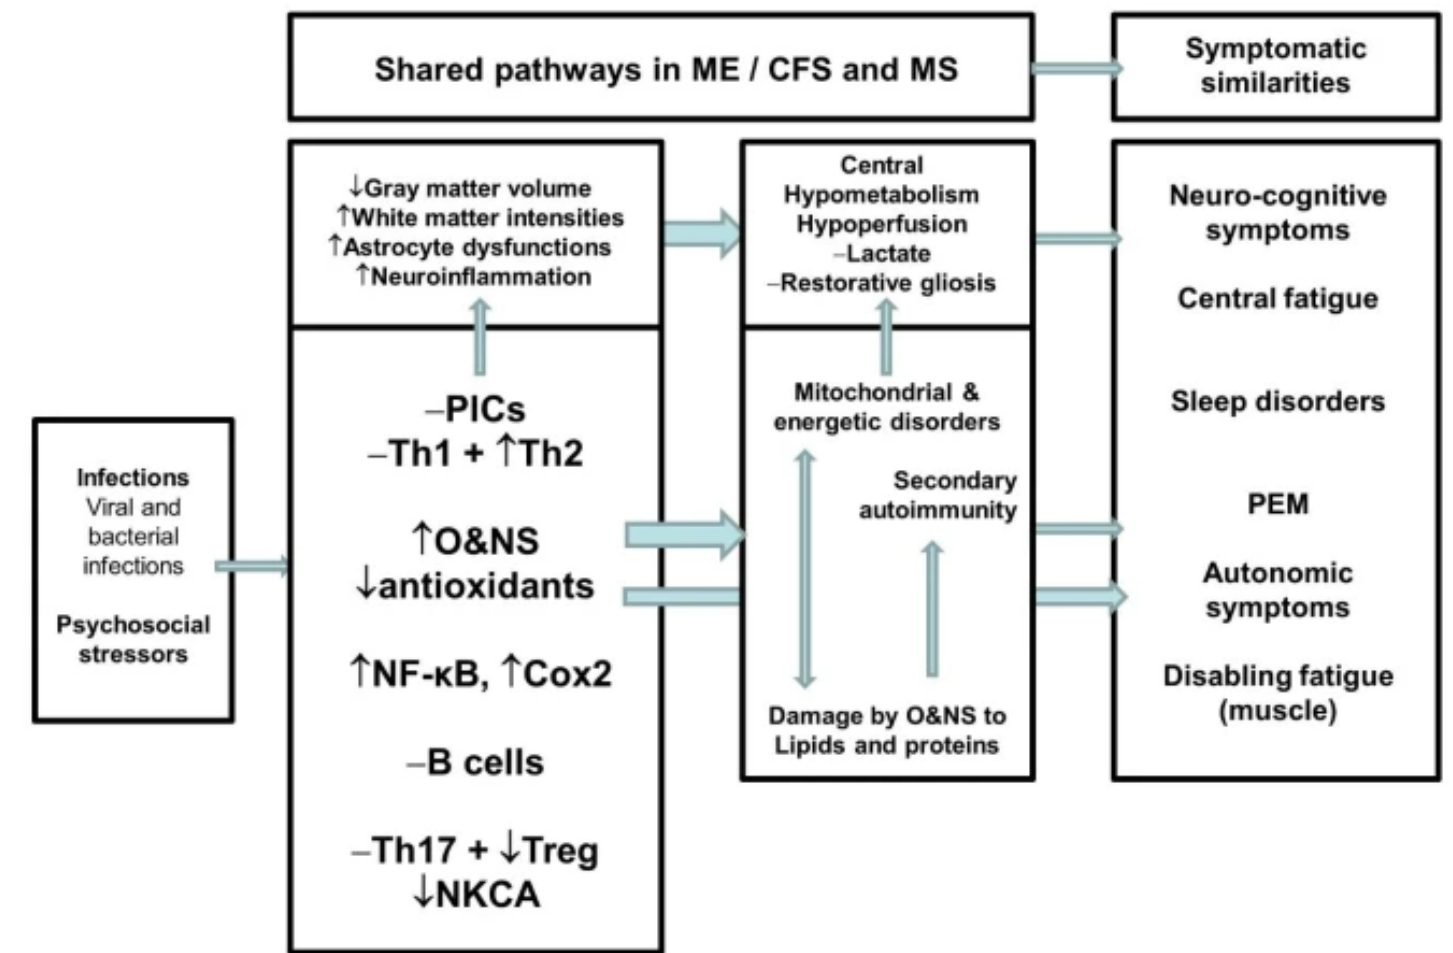 Shared pathways in ME / CFS and MS
Symptomatic
similarities
Infections
Viral and
bacterial
infections
Psychosocial
stressors
↓Gray matter volume
↑White matter intensities
↑Astrocyte dysfunctions
↑Neuroinflammation
–PICs
–Th1 + ↑Th2
↑O&NS
↓antioxidants
↑NF-κB, ↑Cox2
–B cells
–Th17 + ↓Treg
↓NKCA
Central
Hypometabolism
Hypoperfusion
–Lactate
–Restorative gliosis
Mitochondrial &
energetic disorders
Secondary
autoimmunity
Damage by O&NS to
Lipids and proteins
Neuro-cognitive
symptoms
Central fatigue
Sleep disorders
PEM
Autonomic
symptoms
Disabling fatigue
(muscle)